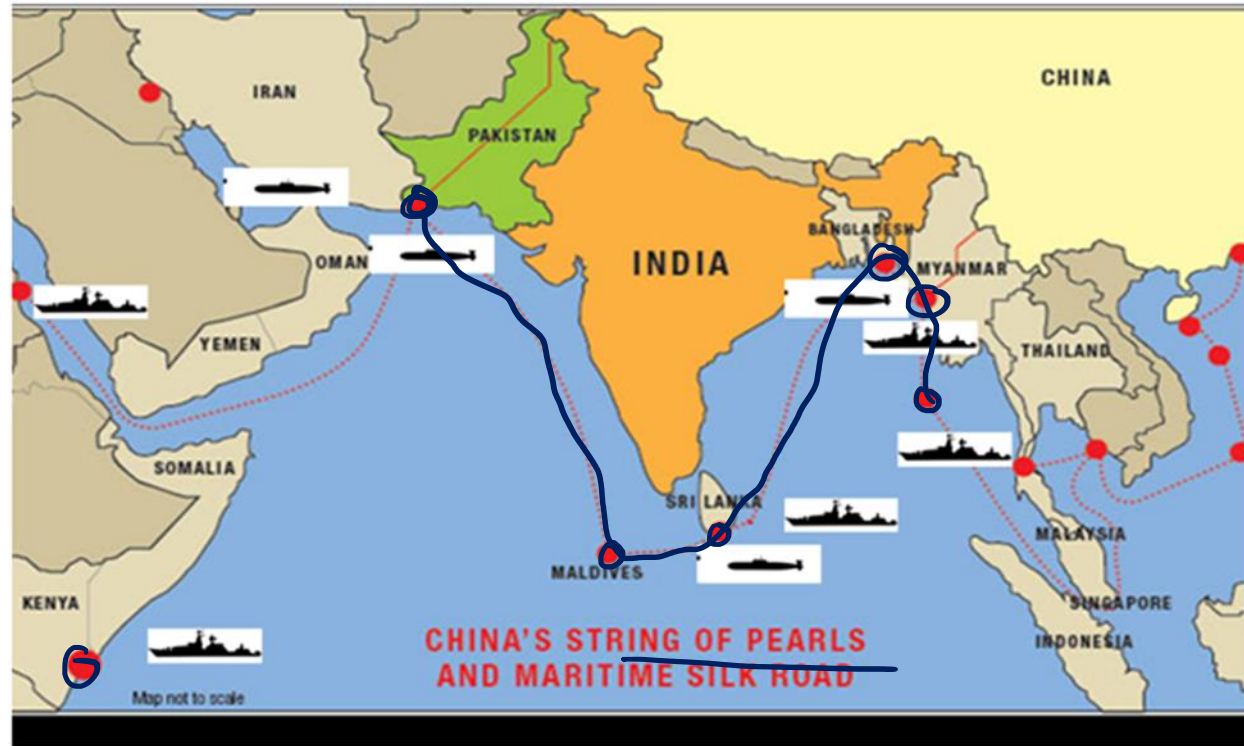 CHINA
IRAN
PAKISTAN
BANGLADESH
INDIA
OMAN
MYANMAR
YEMEN
THAILAND
SOMALIA
SRI LANKA
MALAYSIA
MALDIVES
KENYA
SINGAPORE
INDONESIA
CHINA'S STRING OF PEARLS
AND MARITIME SILK ROAD
Map not to scale